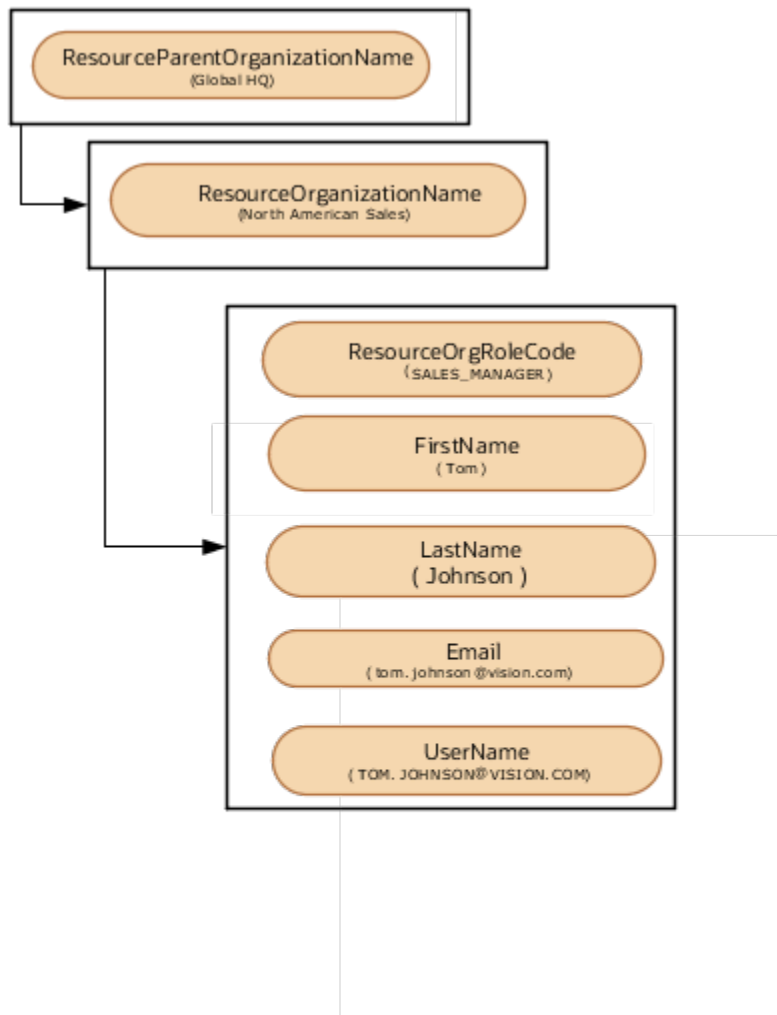 ResourceParentOrganizationName
(Global HQ)
ResourceOrganizationName
(North American Sales)
ResourceOrgRoleCode
(SALES_MANAGER)
FirstName
( Tom )
LastName
( Johnson )
Email
( tom. johnson @vision.com)
UserName
( TOM. JOHNSON@VISION.COM)